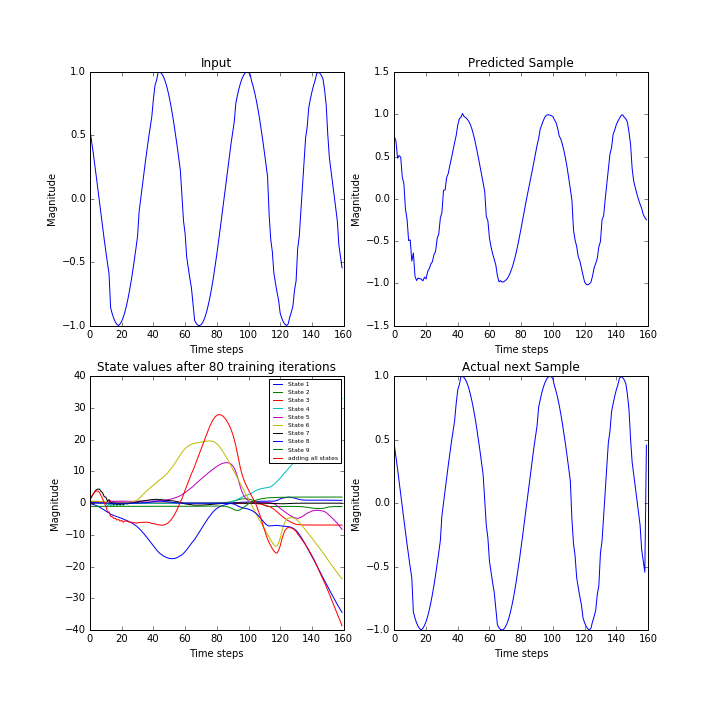 Input
Magnitude
1.0
0.5
0.0
−0.5
−1.0
0 20 40 60 80 100 120 140 160
Time steps
Predicted Sample
Magnitude
1.5
1.0
0.5
0.0
−0.5
−1.0
−1.5
0 20 40 60 80 100 120 140 160
Time steps
State values after 80 training iterations
Magnitude
40
30
20
10
0
−10
−20
−30
−40
0 20 40 60 80 100 120 140 160
Time steps
State 1
State 2
State 3
State 4
State 5
State 6
State 7
State 8
State 9
adding all states
Actual next Sample
Magnitude
1.0
0.5
0.0
−0.5
−1.0
0 20 40 60 80 100 120 140 160
Time steps